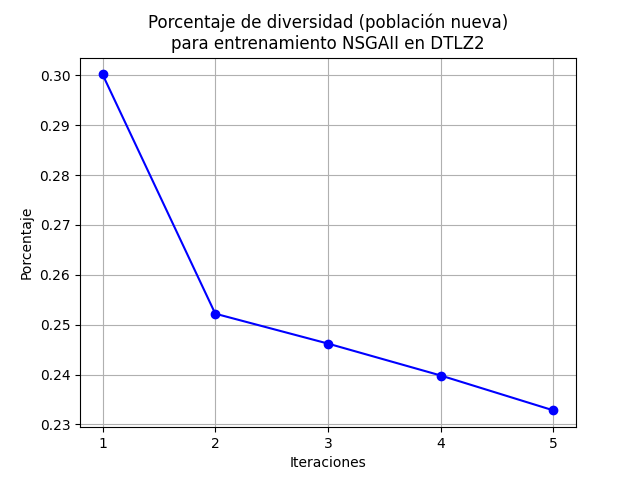 Porcentaje de diversidad (población nueva)
para entrenamiento NSGAII en DTLZ2
0.30
0.29
0.28
0.27
0.26
0.25
0.24
0.23
Porcentaje
1 2 3 4 5
Iteraciones